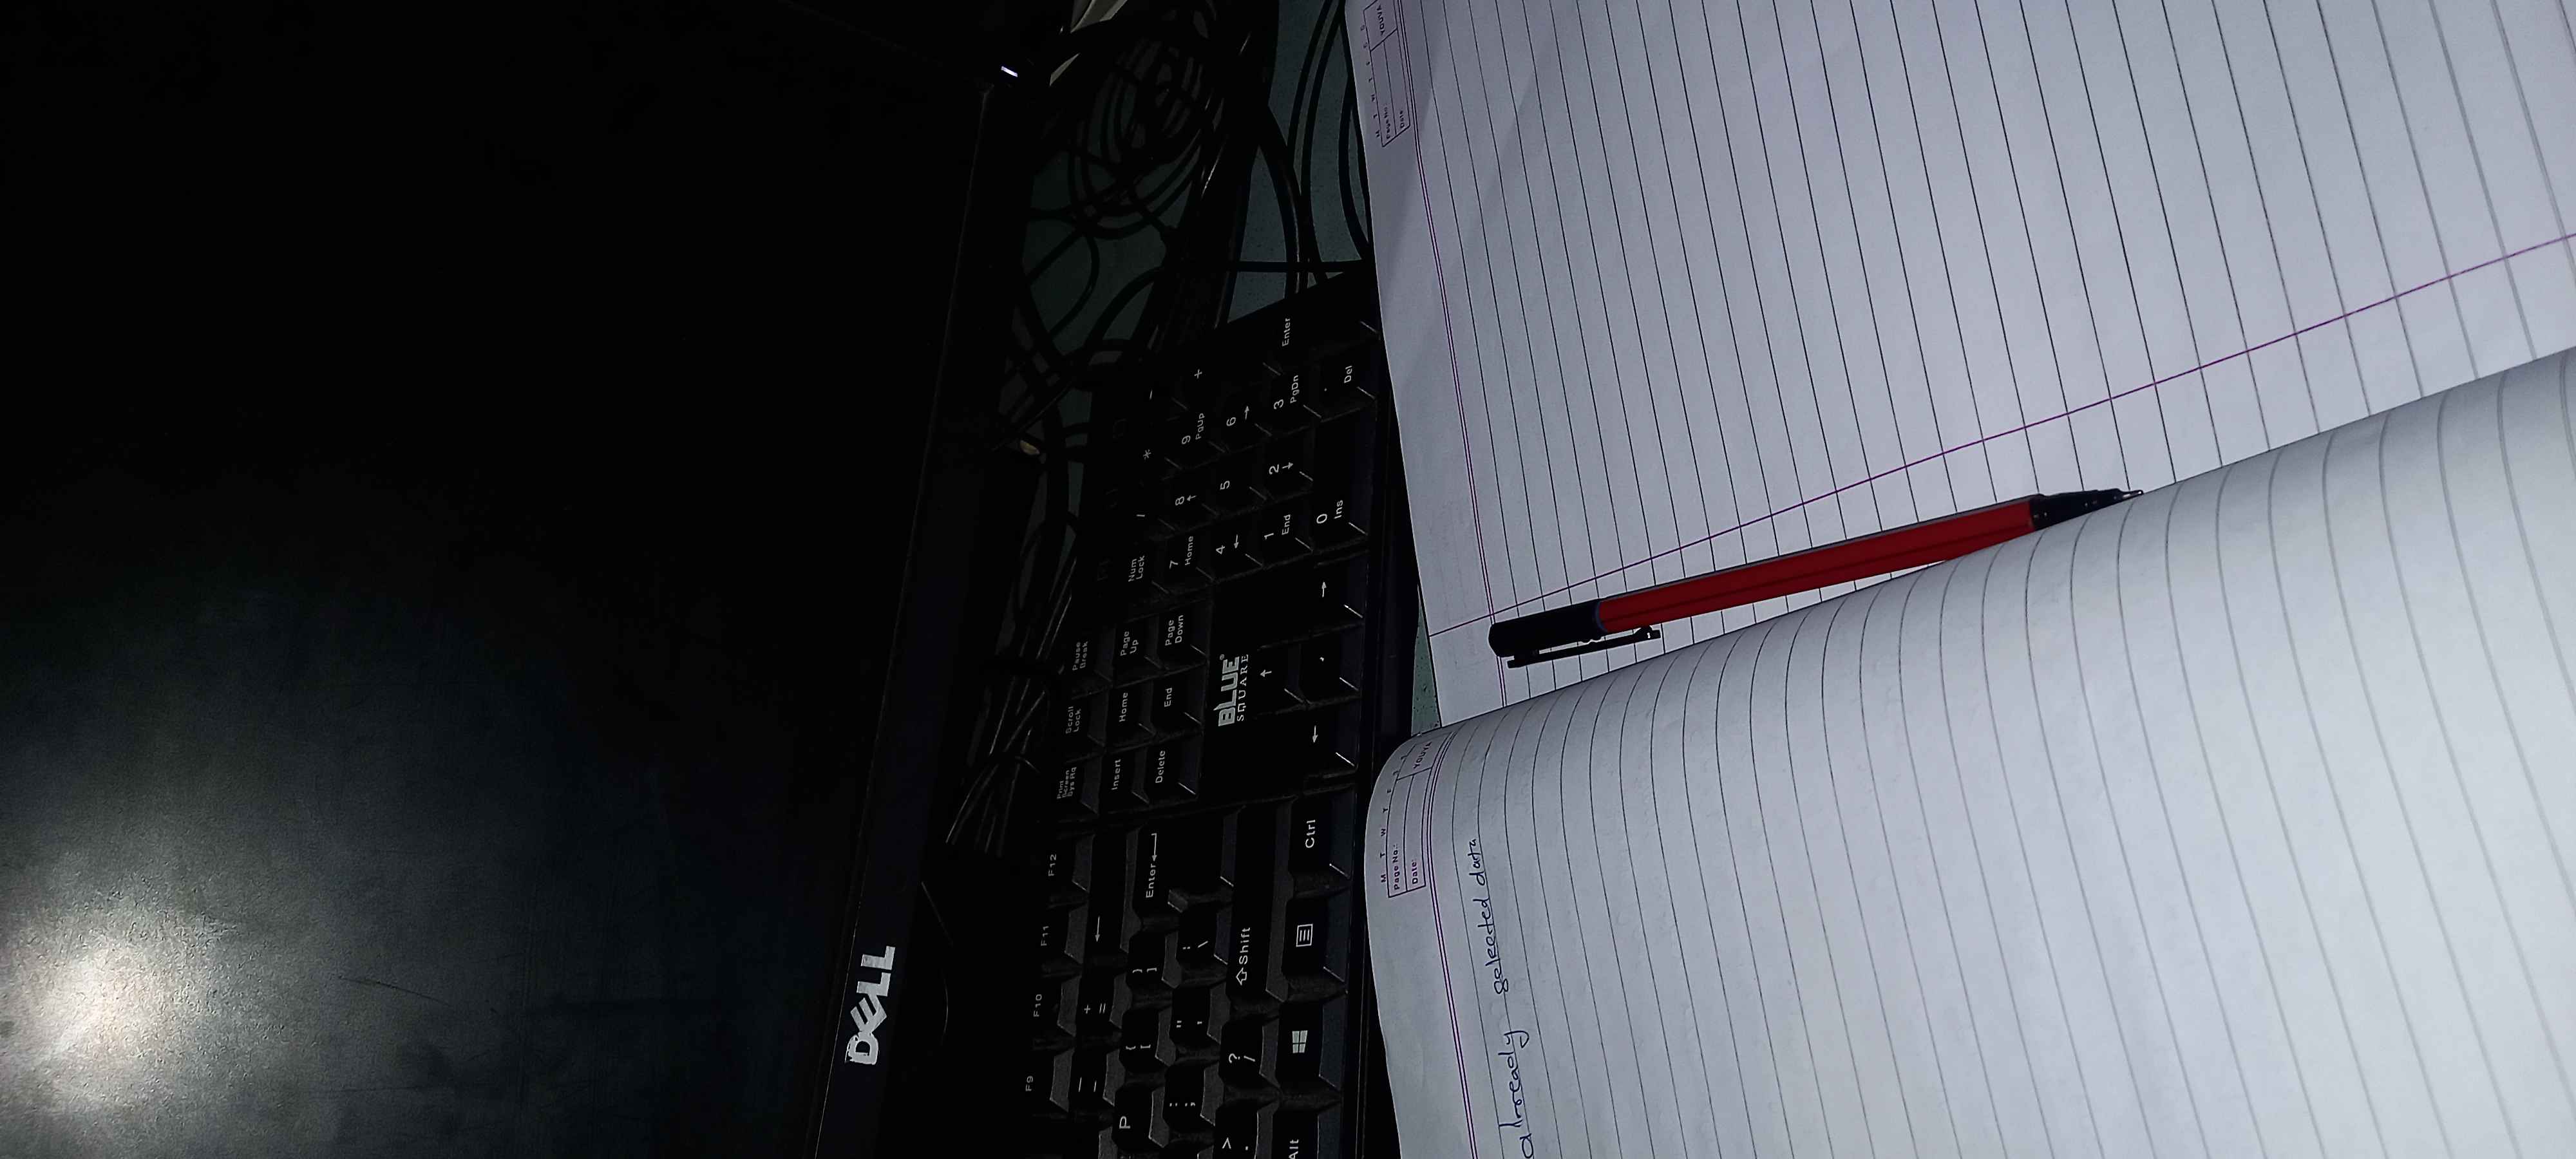 DELL
F9 F10 F11 F12 Print Screen Sys Rq Scroll Lock Pause Break
— - + = ← Insert Home Page Up Num Lock / * -
P { [ } ] Enter Delete End Page Down 7 Home 8 ↑ 9 PgUp +
: ; " ' \ 4 ← 5 6 →
> . ? / ⇧Shift ↑ 1 End 2 ↓ 3 PgDn Enter
Alt Ctrl ← → 0 Ins . Del
BLUE
SQUARE
M T W T F S S
Page No.:
Date:
YOUVA
already selected data
M T W T F S S
Page No.:
Date:
YOUVA